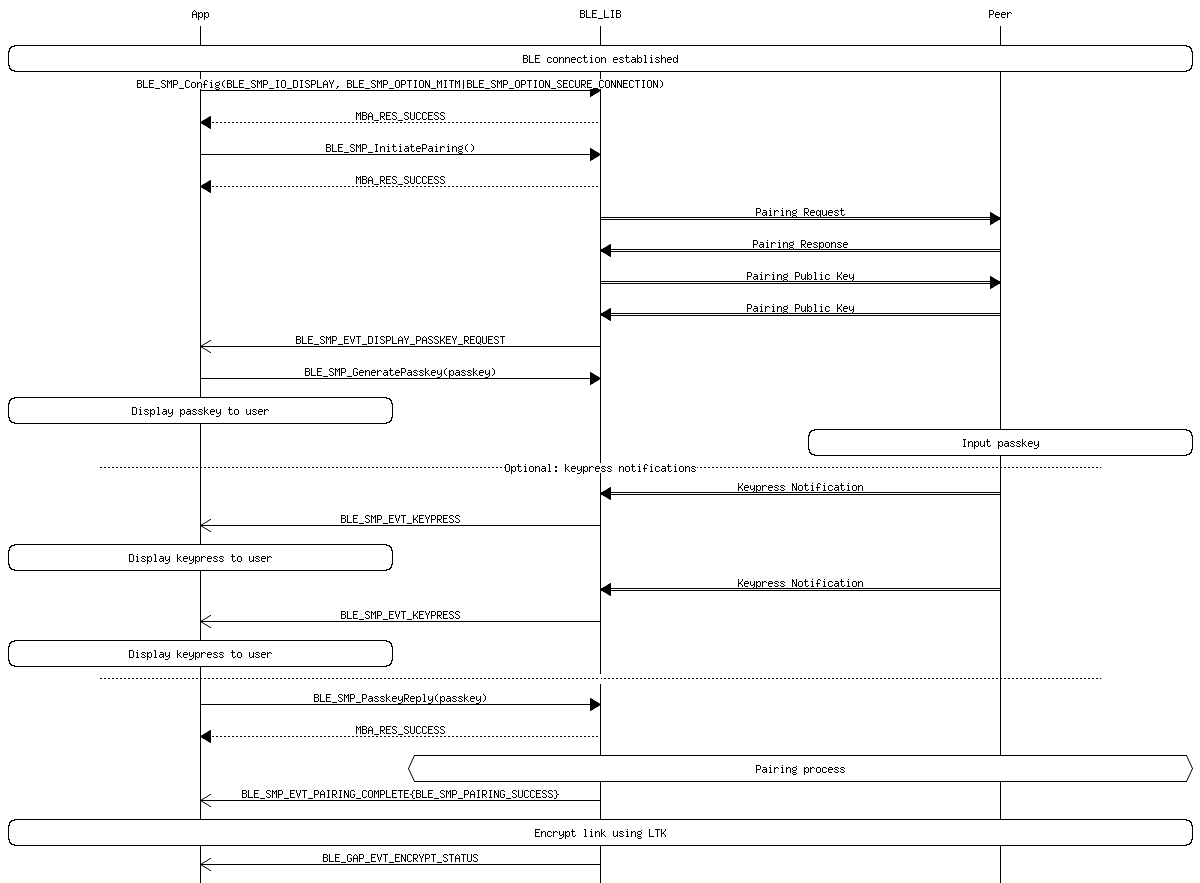 App BLE_LIB Peer
BLE connection established
BLE_SMP_Config(BLE_SMP_IO_DISPLAY, BLE_SMP_OPTION_MITM|BLE_SMP_OPTION_SECURE_CONNECTION)
MBA_RES_SUCCESS
BLE_SMP_InitiatePairing()
MBA_RES_SUCCESS
Pairing Request
Pairing Response
Pairing Public Key
Pairing Public Key
BLE_SMP_EVT_DISPLAY_PASSKEY_REQUEST
BLE_SMP_GeneratePasskey(passkey)
Display passkey to user
Input passkey
Optional: keypress notifications
Keypress Notification
BLE_SMP_EVT_KEYPRESS
Display keypress to user
Keypress Notification
BLE_SMP_EVT_KEYPRESS
Display keypress to user
BLE_SMP_PasskeyReply(passkey)
MBA_RES_SUCCESS
Pairing process
BLE_SMP_EVT_PAIRING_COMPLETE{BLE_SMP_PAIRING_SUCCESS}
Encrypt link using LTK
BLE_GAP_EVT_ENCRYPT_STATUS